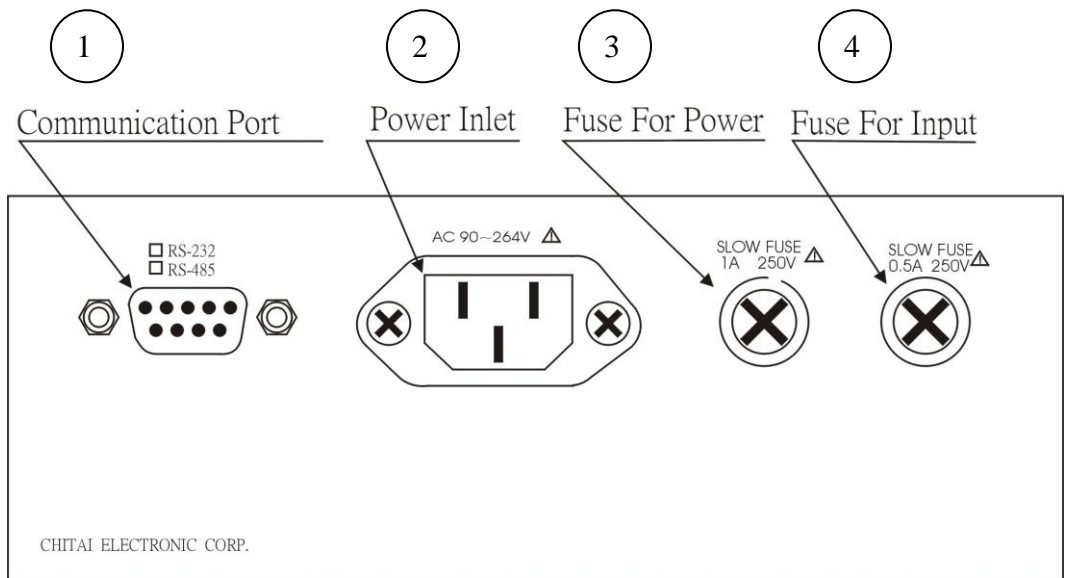 1 2 3 4
Communication Port Power Inlet Fuse For Power Fuse For Input
RS-232
RS-485
AC 90~264V
SLOW FUSE
1A 250V
SLOW FUSE
0.5A 250V
CHITAI ELECTRONIC CORP.